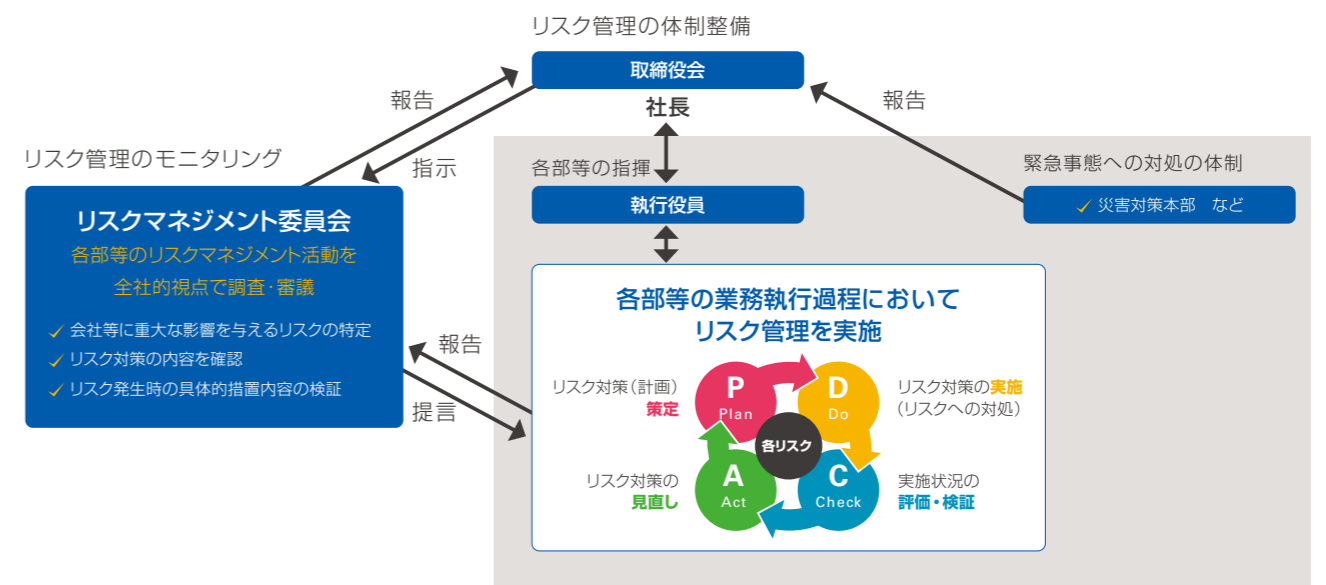 リスク管理の体制整備
取締役会
社長
報告
指示
報告
リスク管理のモニタリング
リスクマネジメント委員会
各部等のリスクマネジメント活動を
全社的視点で調査・審議
会社等に重大な影響を与えるリスクの特定
リスク対策の内容を確認
リスク発生時の具体的措置内容の検証
各部等の指揮
執行役員
緊急事態への対処の体制
災害対策本部 など
報告
提言
各部等の業務執行過程において
リスク管理を実施
リスク対策(計画)
策定
P
Plan
D
Do
リスク対策の実施
(リスクへの対処)
各リスク
リスク対策の
見直し
A
Act
C
Check
実施状況の
評価・検証